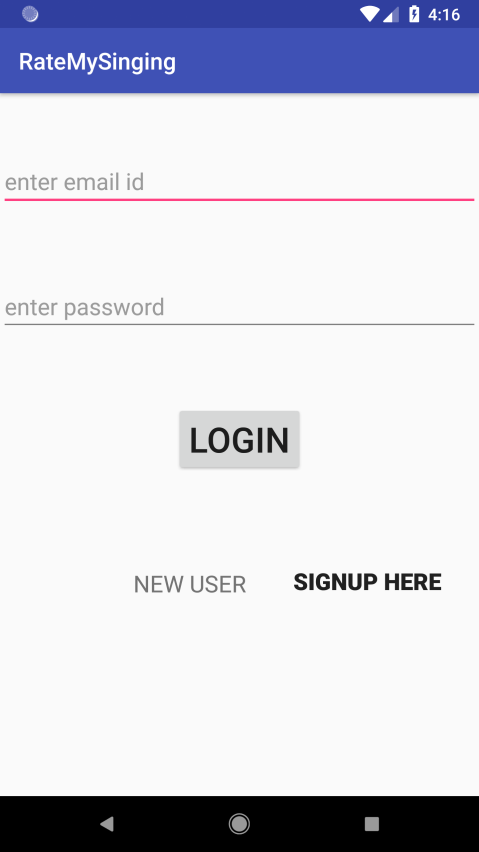 4:16
RateMySinging
enter email id
enter password
LOGIN
NEW USER SIGNUP HERE